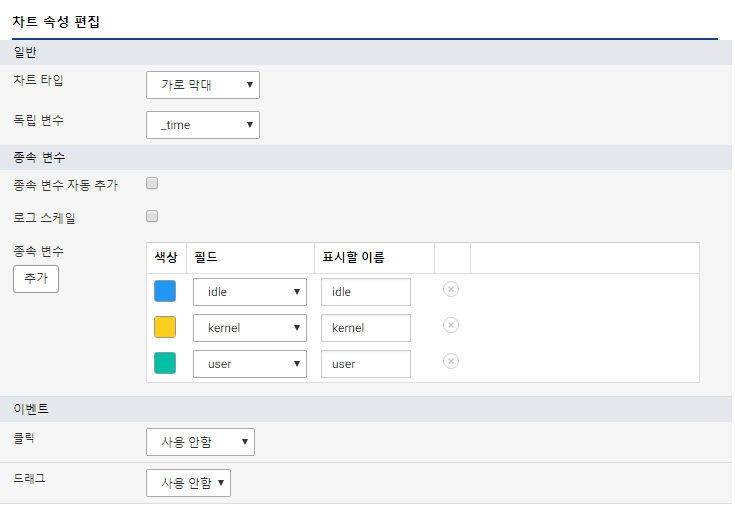 차트 속성 편집
일반
차트 타입 가로 막대
독립 변수 _time
종속 변수
종속 변수 자동 추가
로그 스케일
종속 변수
추가
색상 필드 표시할 이름
idle idle
kernel kernel
user user
이벤트
클릭 사용 안함
드래그 사용 안함